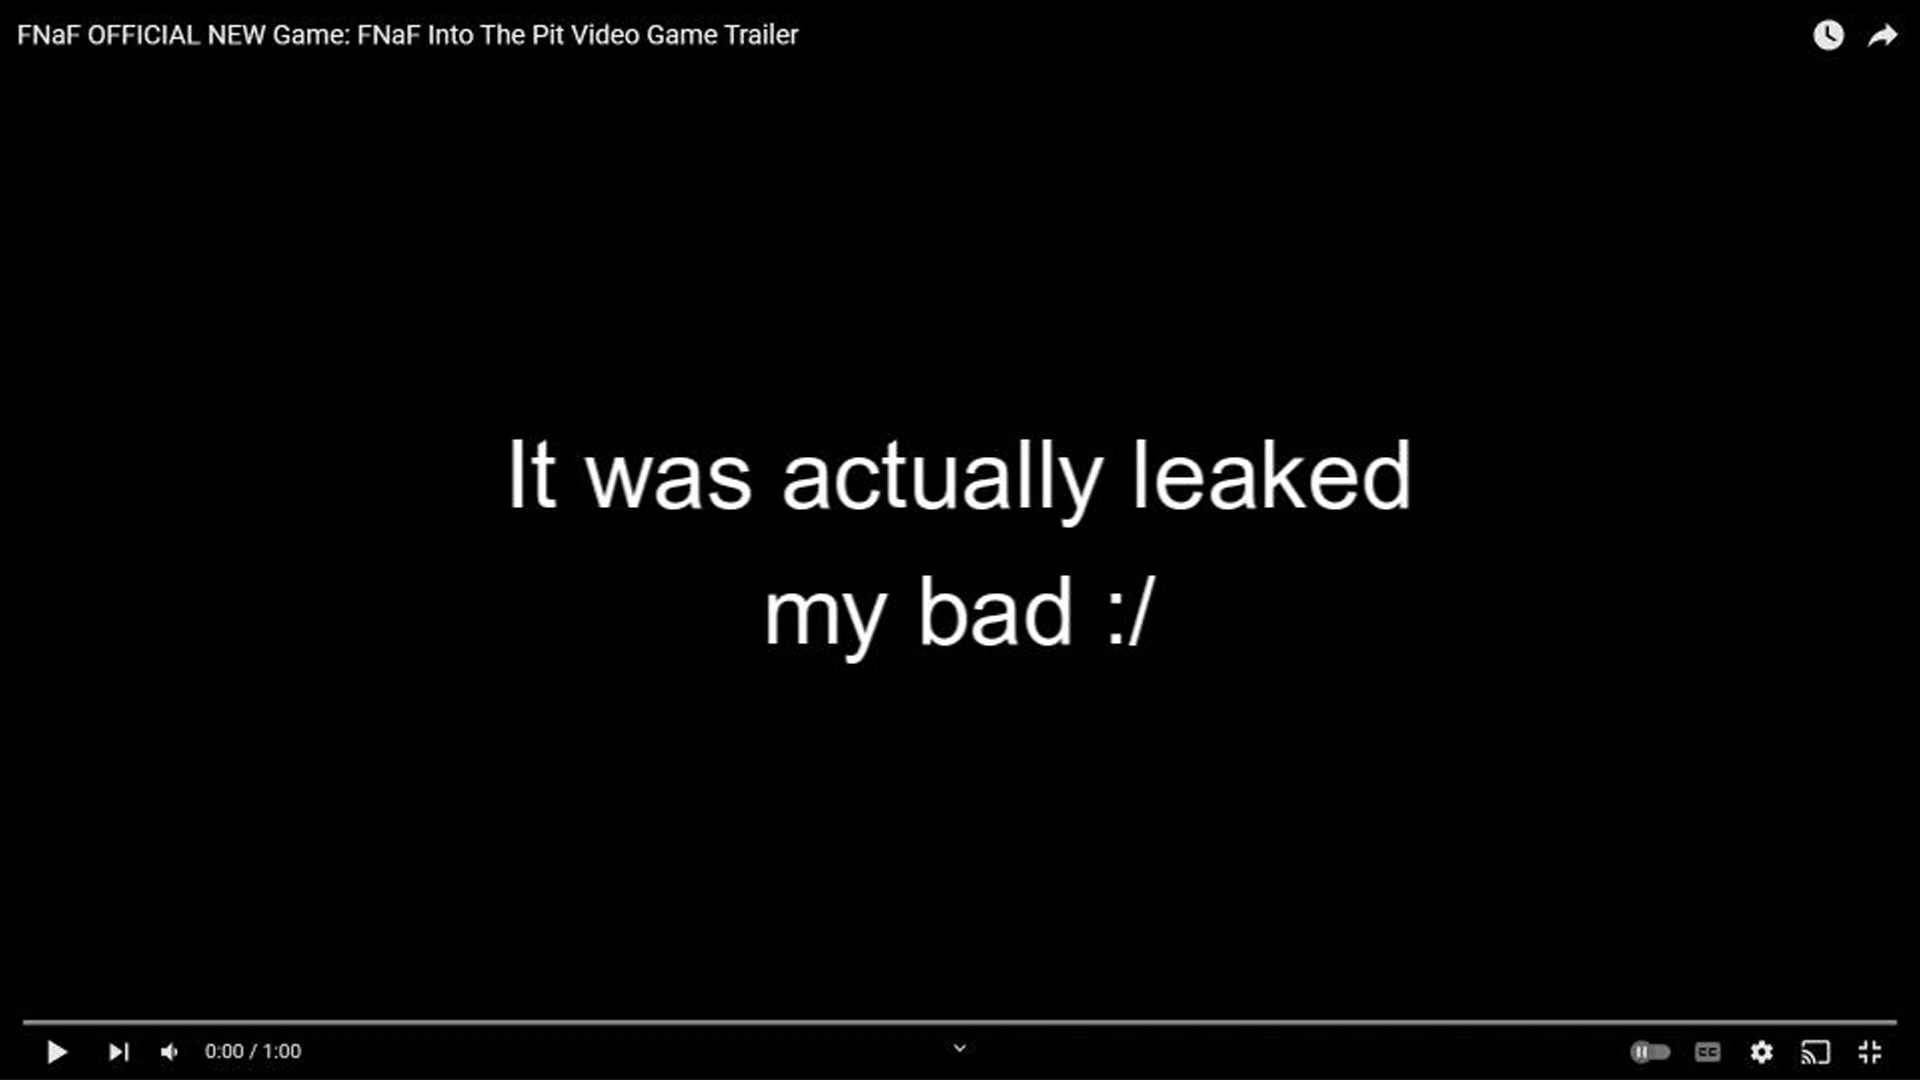 FNaF OFFICIAL NEW Game: FNaF Into The Pit Video Game Trailer
It was actually leaked
my bad :/
0:00 / 1:00
CC